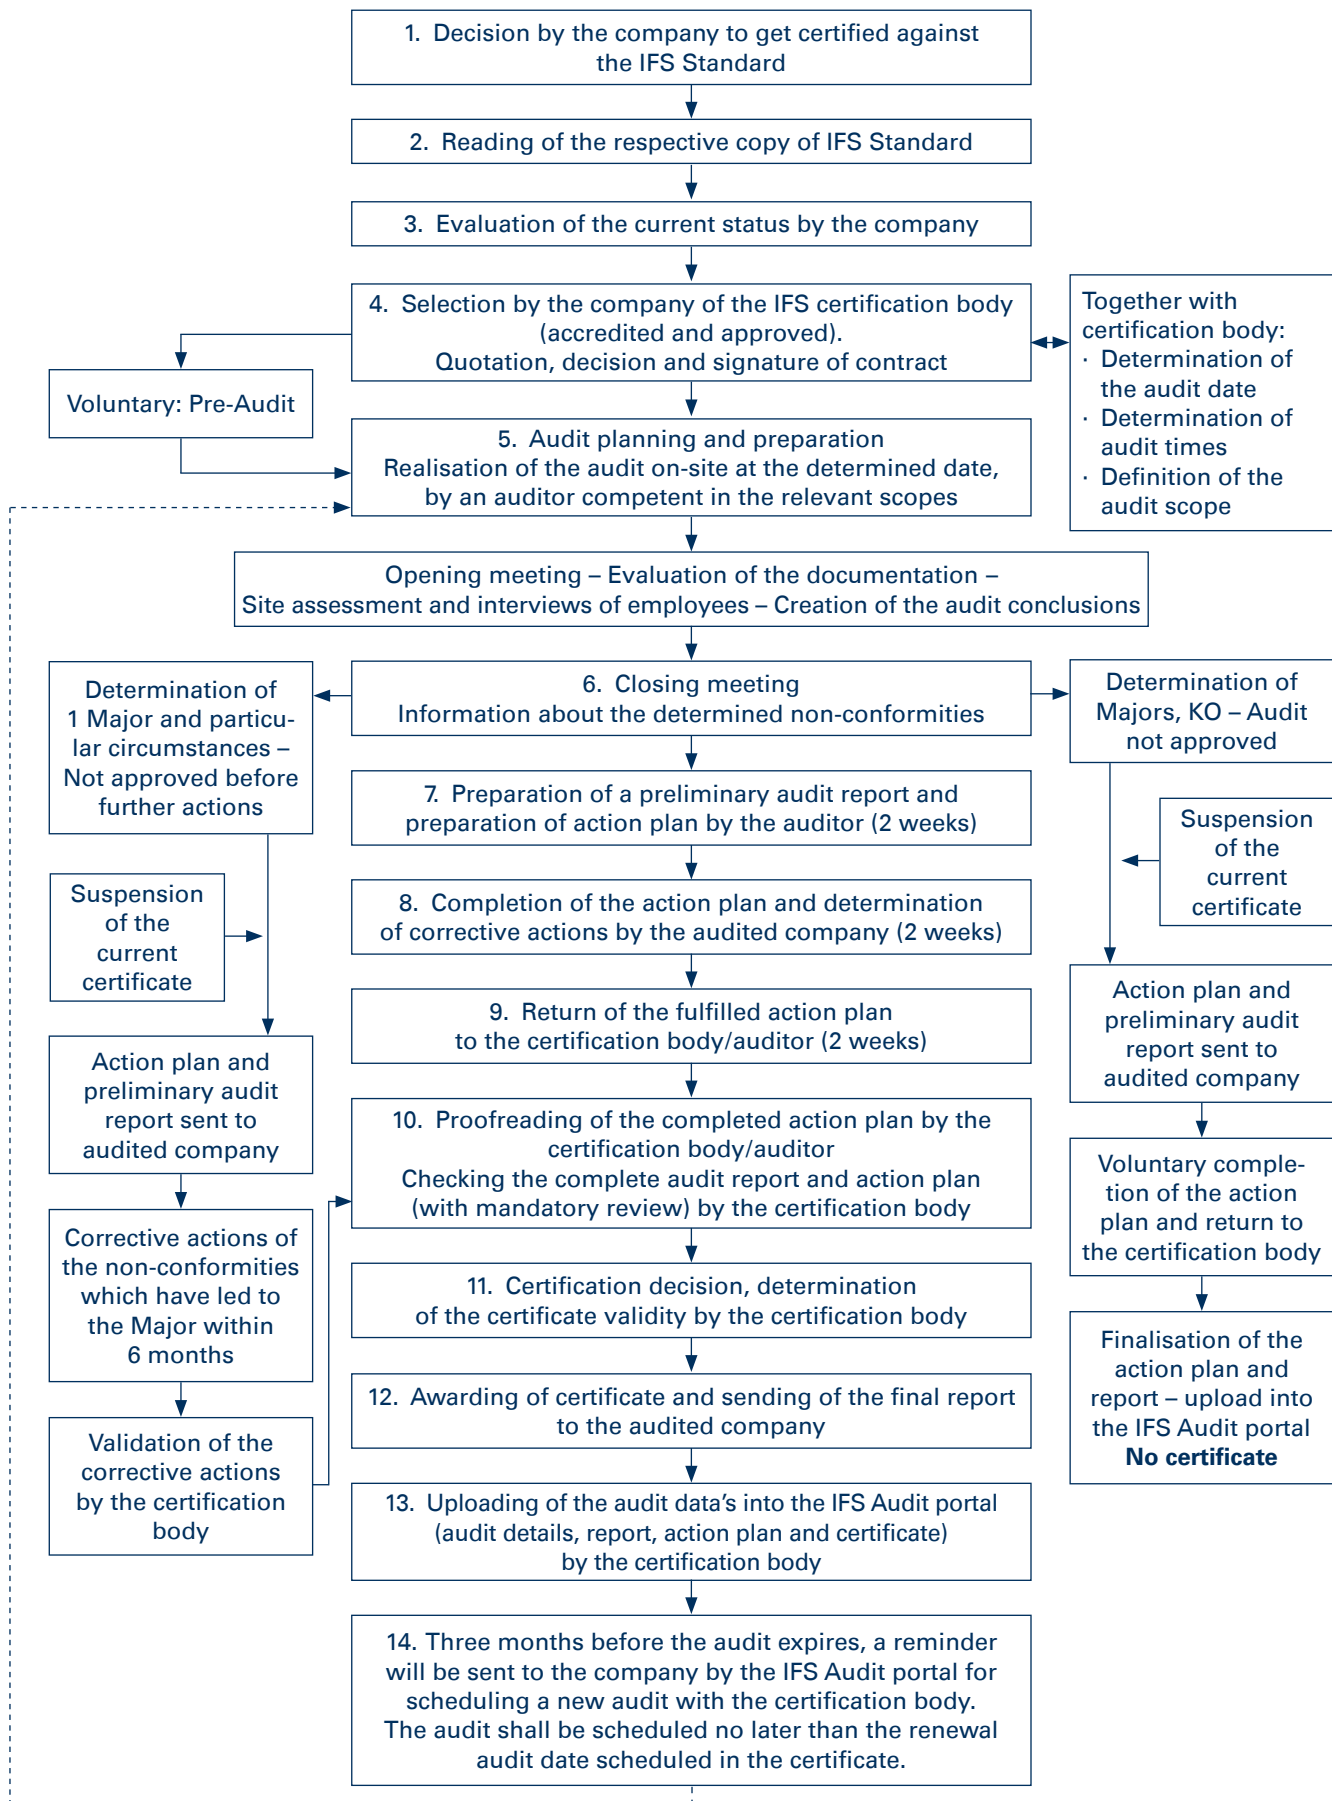 1. Decision by the company to get certified against
the IFS Standard
2. Reading of the respective copy of IFS Standard
3. Evaluation of the current status by the company
4. Selection by the company of the IFS certification body
(accredited and approved).
Quotation, decision and signature of contract
Together with
certification body:
· Determination of
the audit date
· Determination of
audit times
· Definition of the
audit scope
Voluntary: Pre-Audit
5. Audit planning and preparation
Realisation of the audit on-site at the determined date,
by an auditor competent in the relevant scopes
Opening meeting – Evaluation of the documentation –
Site assessment and interviews of employees – Creation of the audit conclusions
6. Closing meeting
Information about the determined non-conformities
Determination of
1 Major and particu-
lar circumstances –
Not approved before
further actions
Suspension
of the
current
certificate
Action plan and
preliminary audit
report sent to
audited company
Corrective actions of
the non-conformities
which have led to
the Major within
6 months
Validation of the
corrective actions
by the certification
body
Determination of
Majors, KO – Audit
not approved
Suspension
of the
current
certificate
Action plan and
preliminary audit
report sent to
audited company
Voluntary comple-
tion of the action
plan and return to
the certification body
Finalisation of the
action plan and
report – upload into
the IFS Audit portal
No certificate
7. Preparation of a preliminary audit report and
preparation of action plan by the auditor (2 weeks)
8. Completion of the action plan and determination
of corrective actions by the audited company (2 weeks)
9. Return of the fulfilled action plan
to the certification body/auditor (2 weeks)
10. Proofreading of the completed action plan by the
certification body/auditor
Checking the complete audit report and action plan
(with mandatory review) by the certification body
11. Certification decision, determination
of the certificate validity by the certification body
12. Awarding of certificate and sending of the final report
to the audited company
13. Uploading of the audit data's into the IFS Audit portal
(audit details, report, action plan and certificate)
by the certification body
14. Three months before the audit expires, a reminder
will be sent to the company by the IFS Audit portal for
scheduling a new audit with the certification body.
The audit shall be scheduled no later than the renewal
audit date scheduled in the certificate.